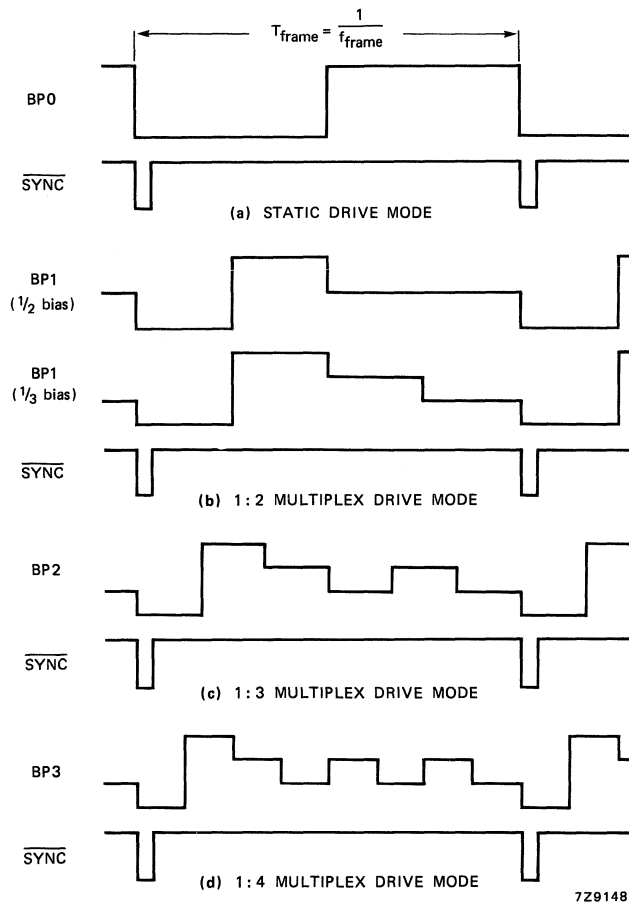 T_frame = 1 / f_frame
BP0
SYNC
(a) STATIC DRIVE MODE
BP1
(1/2 bias)
BP1
(1/3 bias)
SYNC
(b) 1:2 MULTIPLEX DRIVE MODE
BP2
SYNC
(c) 1:3 MULTIPLEX DRIVE MODE
BP3
SYNC
(d) 1:4 MULTIPLEX DRIVE MODE
7Z9148